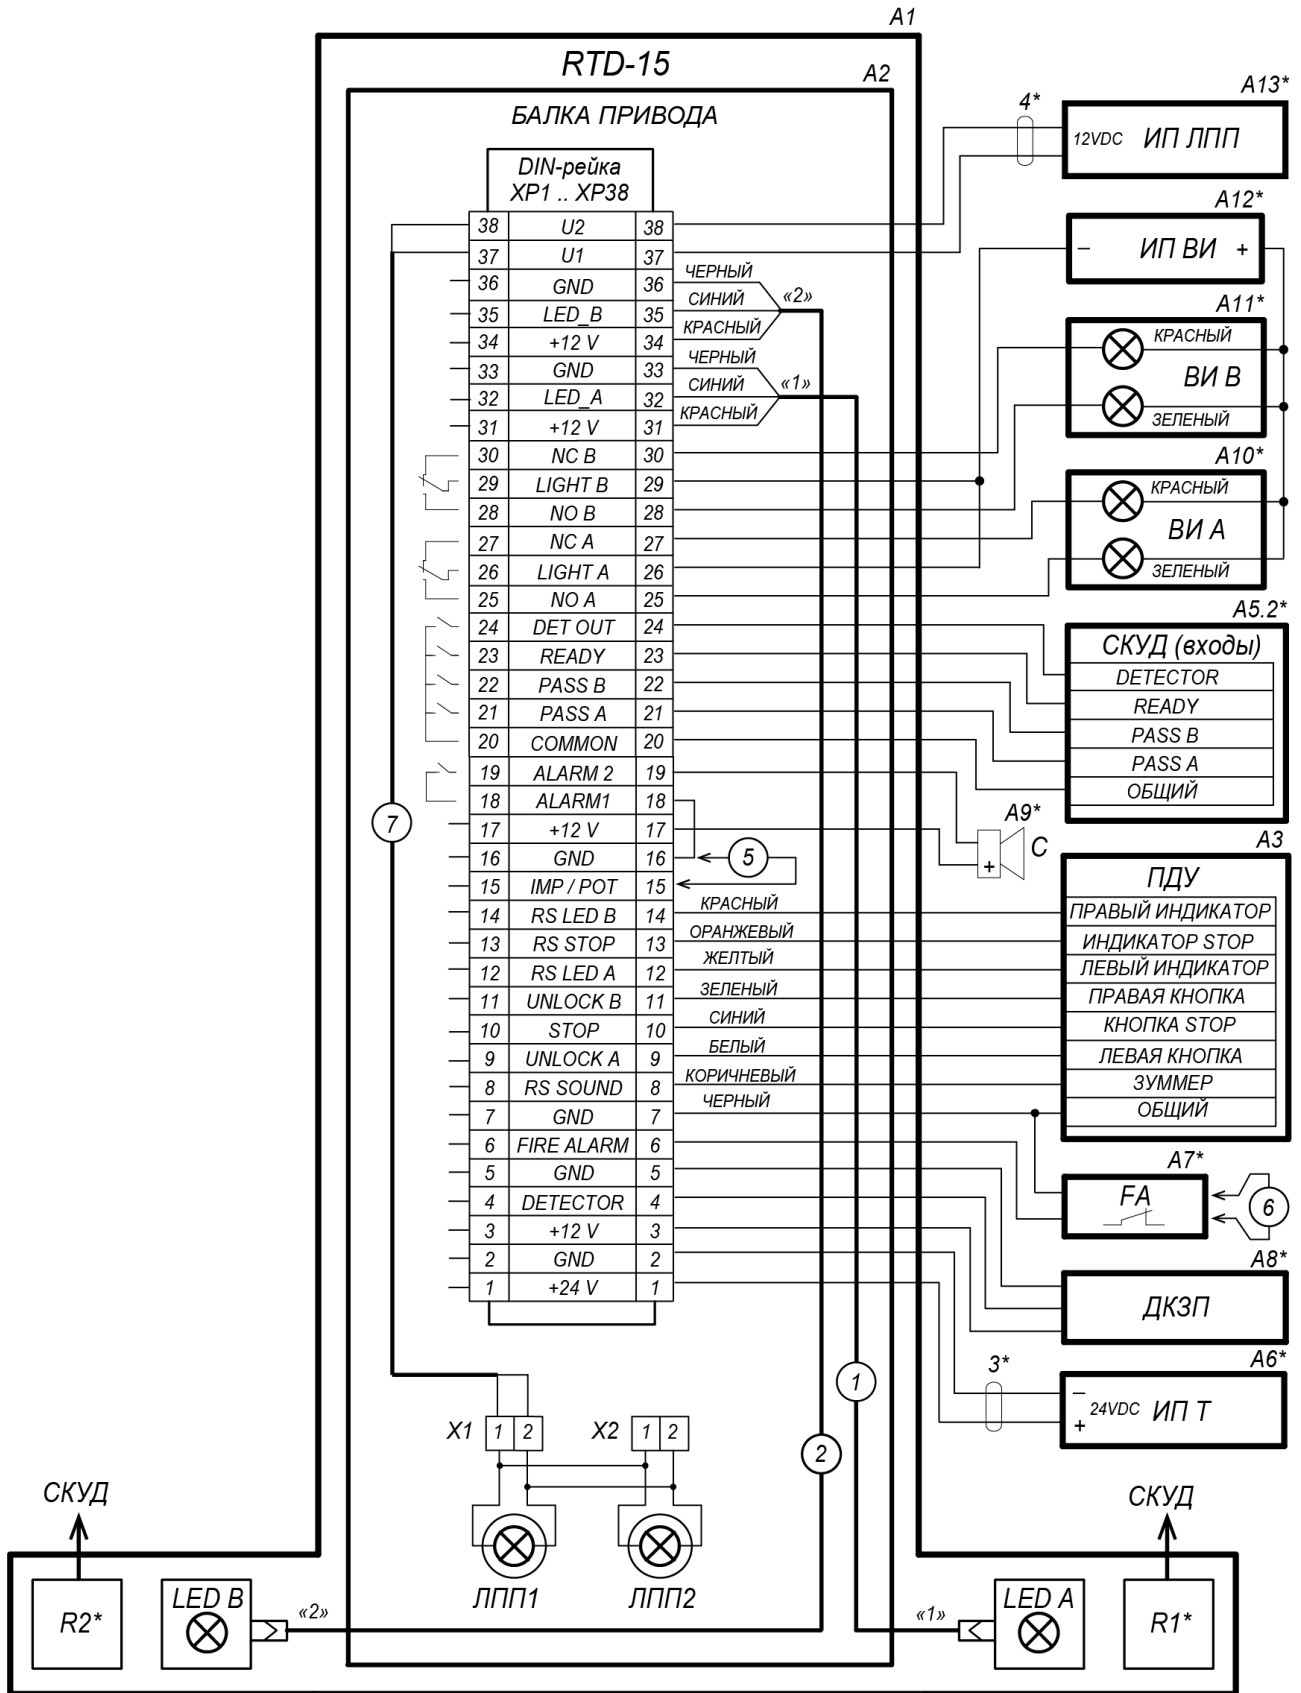 A1
RTD-15
A2
БАЛКА ПРИВОДА
DIN-рейка
XP1 .. XP38
38 U2 38
37 U1 37
36 GND 36
35 LED_B 35
34 +12 V 34
33 GND 33
32 LED_A 32
31 +12 V 31
30 NC B 30
29 LIGHT B 29
28 NO B 28
27 NC A 27
26 LIGHT A 26
25 NO A 25
24 DET OUT 24
23 READY 23
22 PASS B 22
21 PASS A 21
20 COMMON 20
19 ALARM 2 19
18 ALARM1 18
17 +12 V 17
16 GND 16
15 IMP / POT 15
14 RS LED B 14
13 RS STOP 13
12 RS LED A 12
11 UNLOCK B 11
10 STOP 10
9 UNLOCK A 9
8 RS SOUND 8
7 GND 7
6 FIRE ALARM 6
5 GND 5
4 DETECTOR 4
3 +12 V 3
2 GND 2
1 +24 V 1
ЧЕРНЫЙ
СИНИЙ
КРАСНЫЙ
«2»
ЧЕРНЫЙ
СИНИЙ
КРАСНЫЙ
«1»
7
5
КРАСНЫЙ
ОРАНЖЕВЫЙ
ЖЕЛТЫЙ
ЗЕЛЕНЫЙ
СИНИЙ
БЕЛЫЙ
КОРИЧНЕВЫЙ
ЧЕРНЫЙ
4*
A13*
12VDC ИП ЛПП
A12*
– ИП ВИ +
A11*
КРАСНЫЙ
ВИ В
ЗЕЛЕНЫЙ
A10*
КРАСНЫЙ
ВИ А
ЗЕЛЕНЫЙ
A5.2*
СКУД (входы)
DETECTOR
READY
PASS B
PASS A
ОБЩИЙ
A9*
+
C
A3
ПДУ
ПРАВЫЙ ИНДИКАТОР
ИНДИКАТОР STOP
ЛЕВЫЙ ИНДИКАТОР
ПРАВАЯ КНОПКА
КНОПКА STOP
ЛЕВАЯ КНОПКА
ЗУММЕР
ОБЩИЙ
A7*
FA
6
A8*
ДКЗП
3*
A6*
–
+
24VDC ИП Т
1
2
X1 1 2
X2 1 2
ЛПП1
ЛПП2
СКУД
R2*
LED B
«2»
СКУД
«1»
LED A
R1*